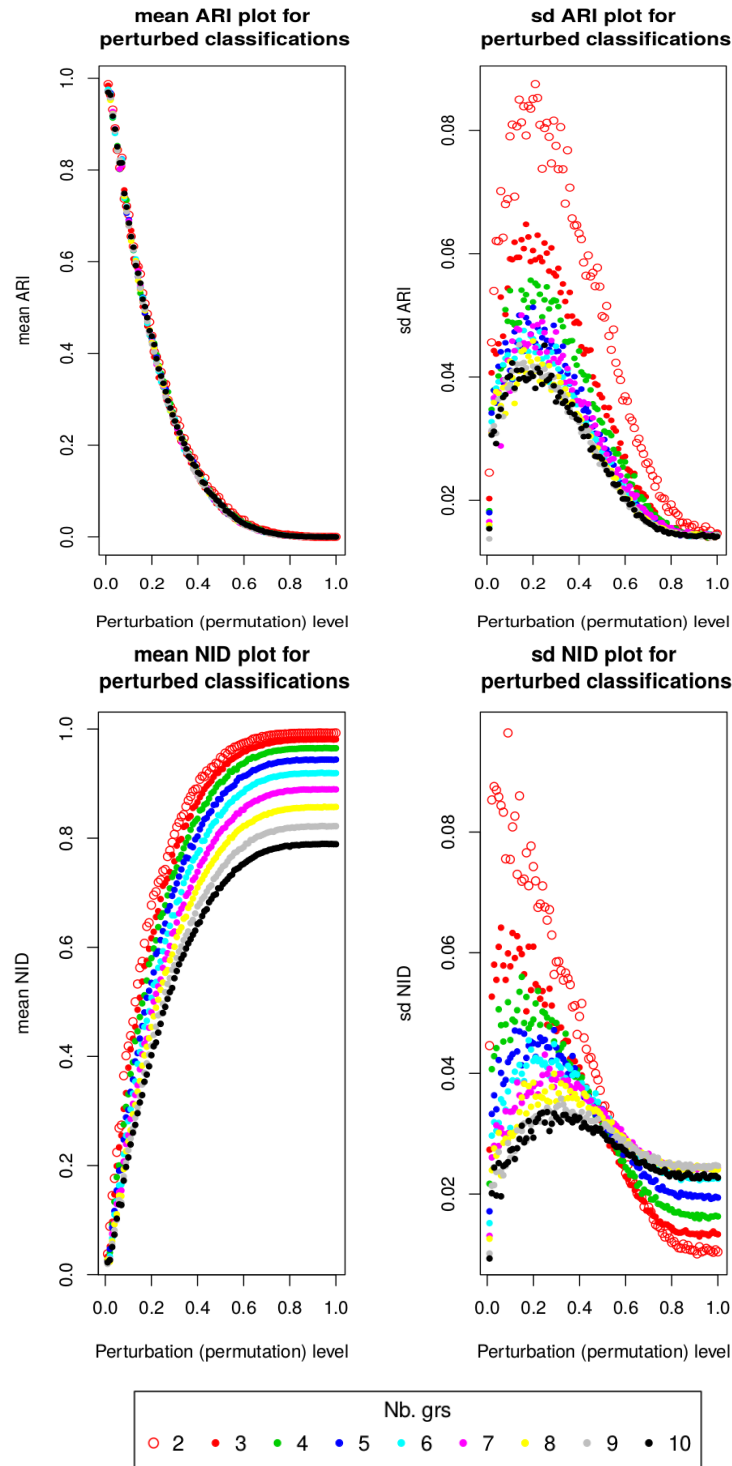 mean ARI plot for
perturbed classifications
sd ARI plot for
perturbed classifications
mean ARI
0.0 0.2 0.4 0.6 0.8 1.0
0.0 0.2 0.4 0.6 0.8 1.0
Perturbation (permutation) level
sd ARI
0.02 0.04 0.06 0.08
0.0 0.2 0.4 0.6 0.8 1.0
Perturbation (permutation) level
mean NID plot for
perturbed classifications
sd NID plot for
perturbed classifications
mean NID
0.0 0.2 0.4 0.6 0.8 1.0
0.0 0.2 0.4 0.6 0.8 1.0
Perturbation (permutation) level
sd NID
0.02 0.04 0.06 0.08
0.0 0.2 0.4 0.6 0.8 1.0
Perturbation (permutation) level
Nb. grs
2 3 4 5 6 7 8 9 10